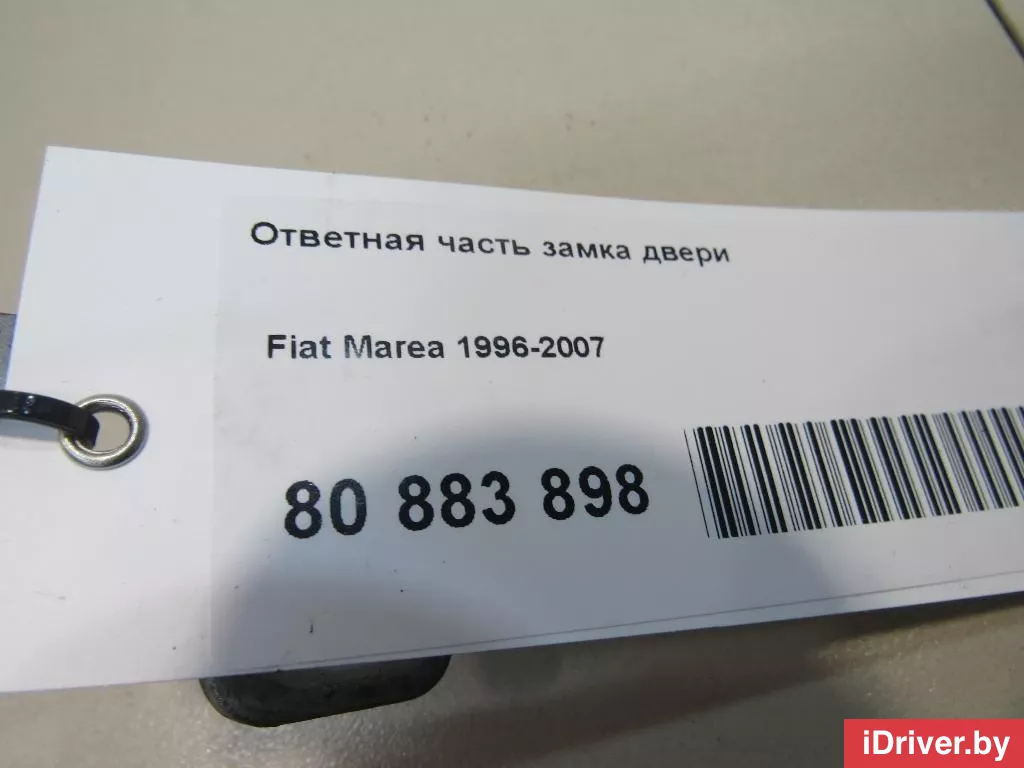 Ответная часть замка двери
Fiat Marea 1996-2007
80 883 898
iDriver.by